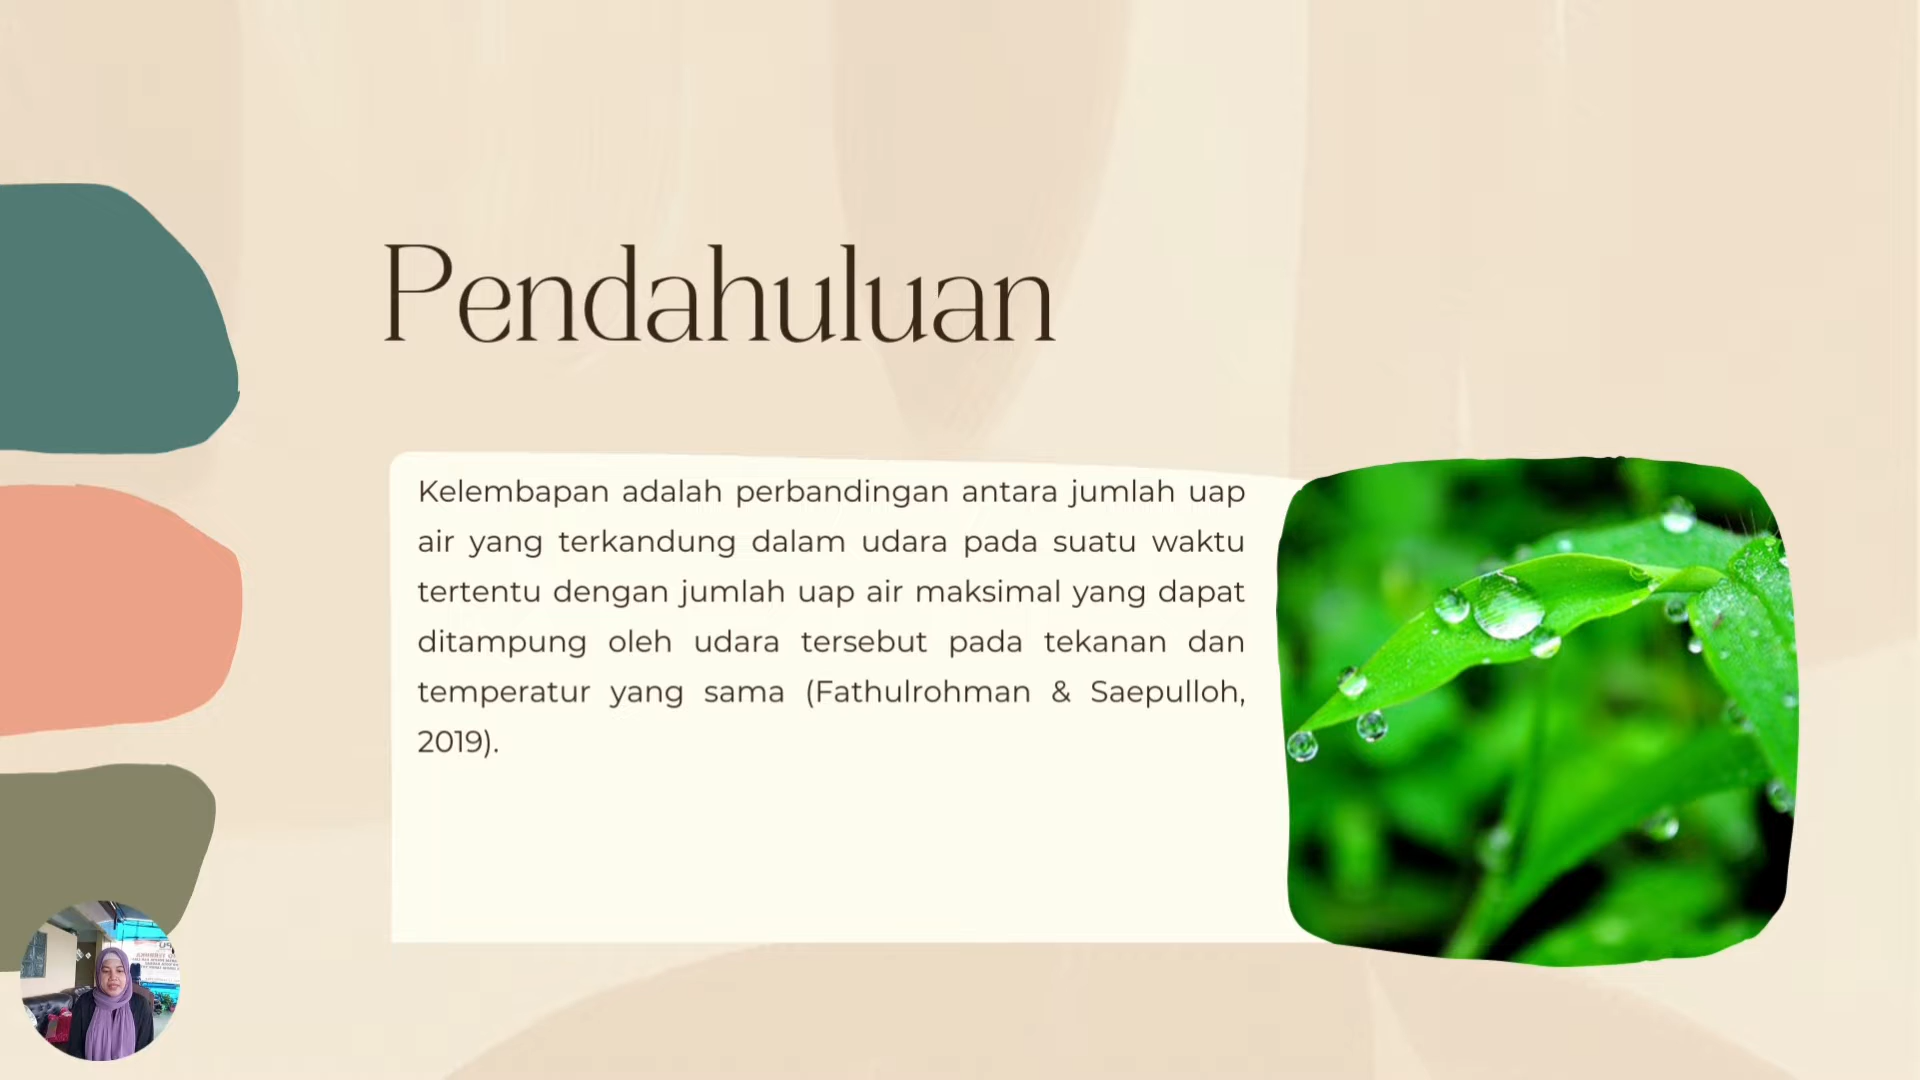 Pendahuluan
Kelembapan adalah perbandingan antara jumlah uap
air yang terkandung dalam udara pada suatu waktu
tertentu dengan jumlah uap air maksimal yang dapat
ditampung oleh udara tersebut pada tekanan dan
temperatur yang sama (Fathulrohman & Saepulloh,
2019).